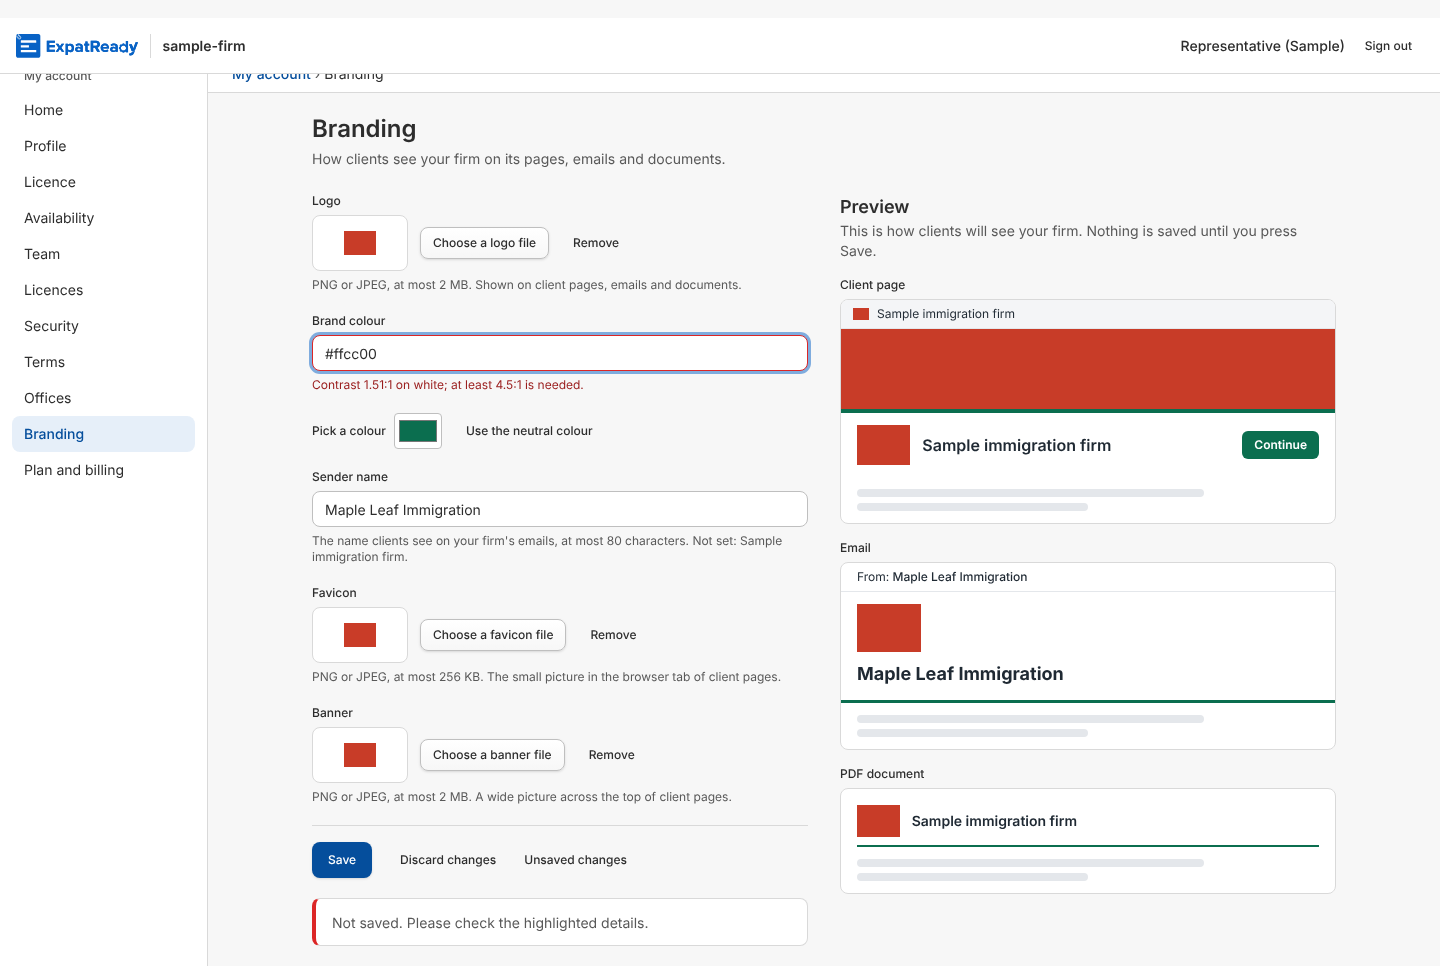 ExpatReady
sample-firm
Representative (Sample)
Sign out
My account
My account › Branding
Home
Profile
Licence
Availability
Team
Licences
Security
Terms
Offices
Branding
Plan and billing
Branding
How clients see your firm on its pages, emails and documents.
Logo
Choose a logo file
Remove
PNG or JPEG, at most 2 MB. Shown on client pages, emails and documents.
Brand colour
#ffcc00
Contrast 1.51:1 on white; at least 4.5:1 is needed.
Pick a colour
Use the neutral colour
Sender name
Maple Leaf Immigration
The name clients see on your firm's emails, at most 80 characters. Not set: Sample
immigration firm.
Favicon
Choose a favicon file
Remove
PNG or JPEG, at most 256 KB. The small picture in the browser tab of client pages.
Banner
Choose a banner file
Remove
PNG or JPEG, at most 2 MB. A wide picture across the top of client pages.
Save
Discard changes
Unsaved changes
Not saved. Please check the highlighted details.
Preview
This is how clients will see your firm. Nothing is saved until you press
Save.
Client page
Sample immigration firm
Sample immigration firm
Continue
Email
From: Maple Leaf Immigration
Maple Leaf Immigration
PDF document
Sample immigration firm